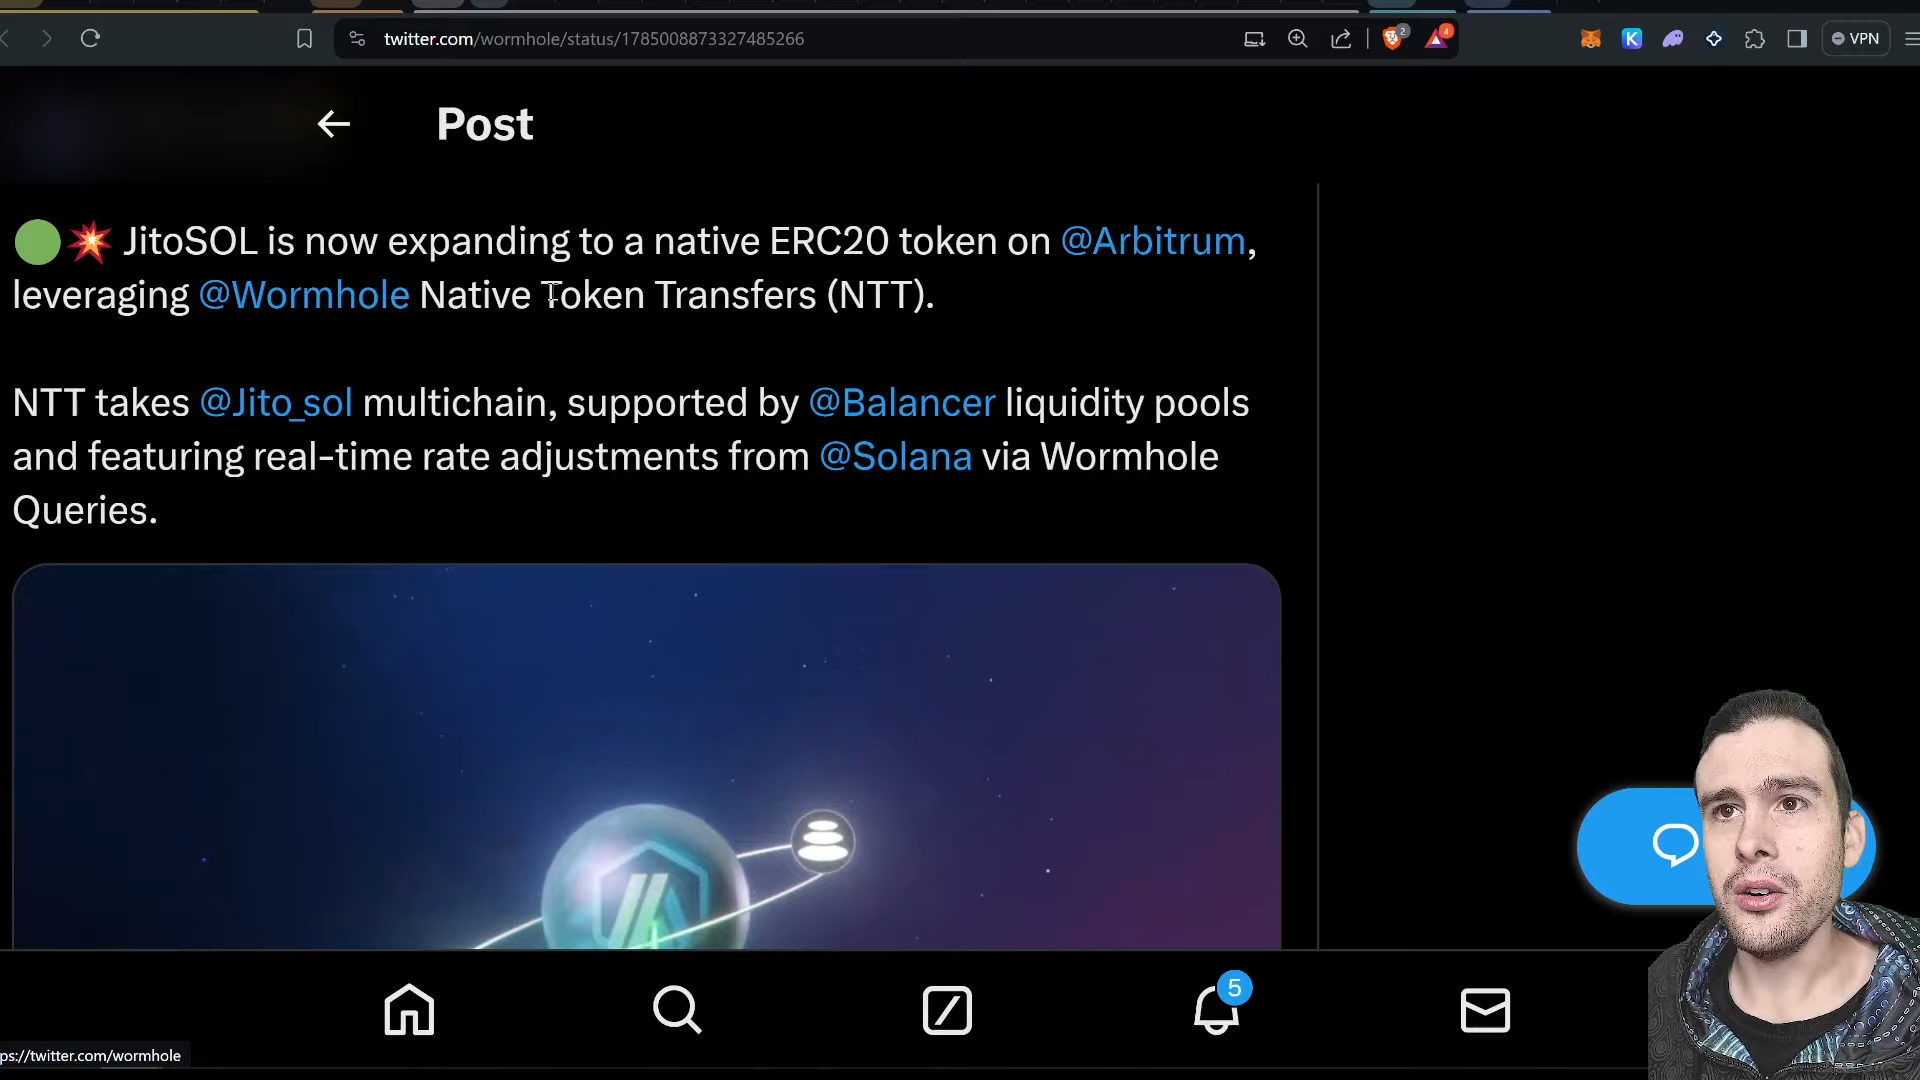 twitter.com/wormhole/status/1785008873327485266
2
4
VPN
Post
JitoSOL is now expanding to a native ERC20 token on @Arbitrum,
leveraging @Wormhole Native Token Transfers (NTT).
NTT takes @Jito_sol multichain, supported by @Balancer liquidity pools
and featuring real-time rate adjustments from @Solana via Wormhole
Queries.
5
ps://twitter.com/wormhole